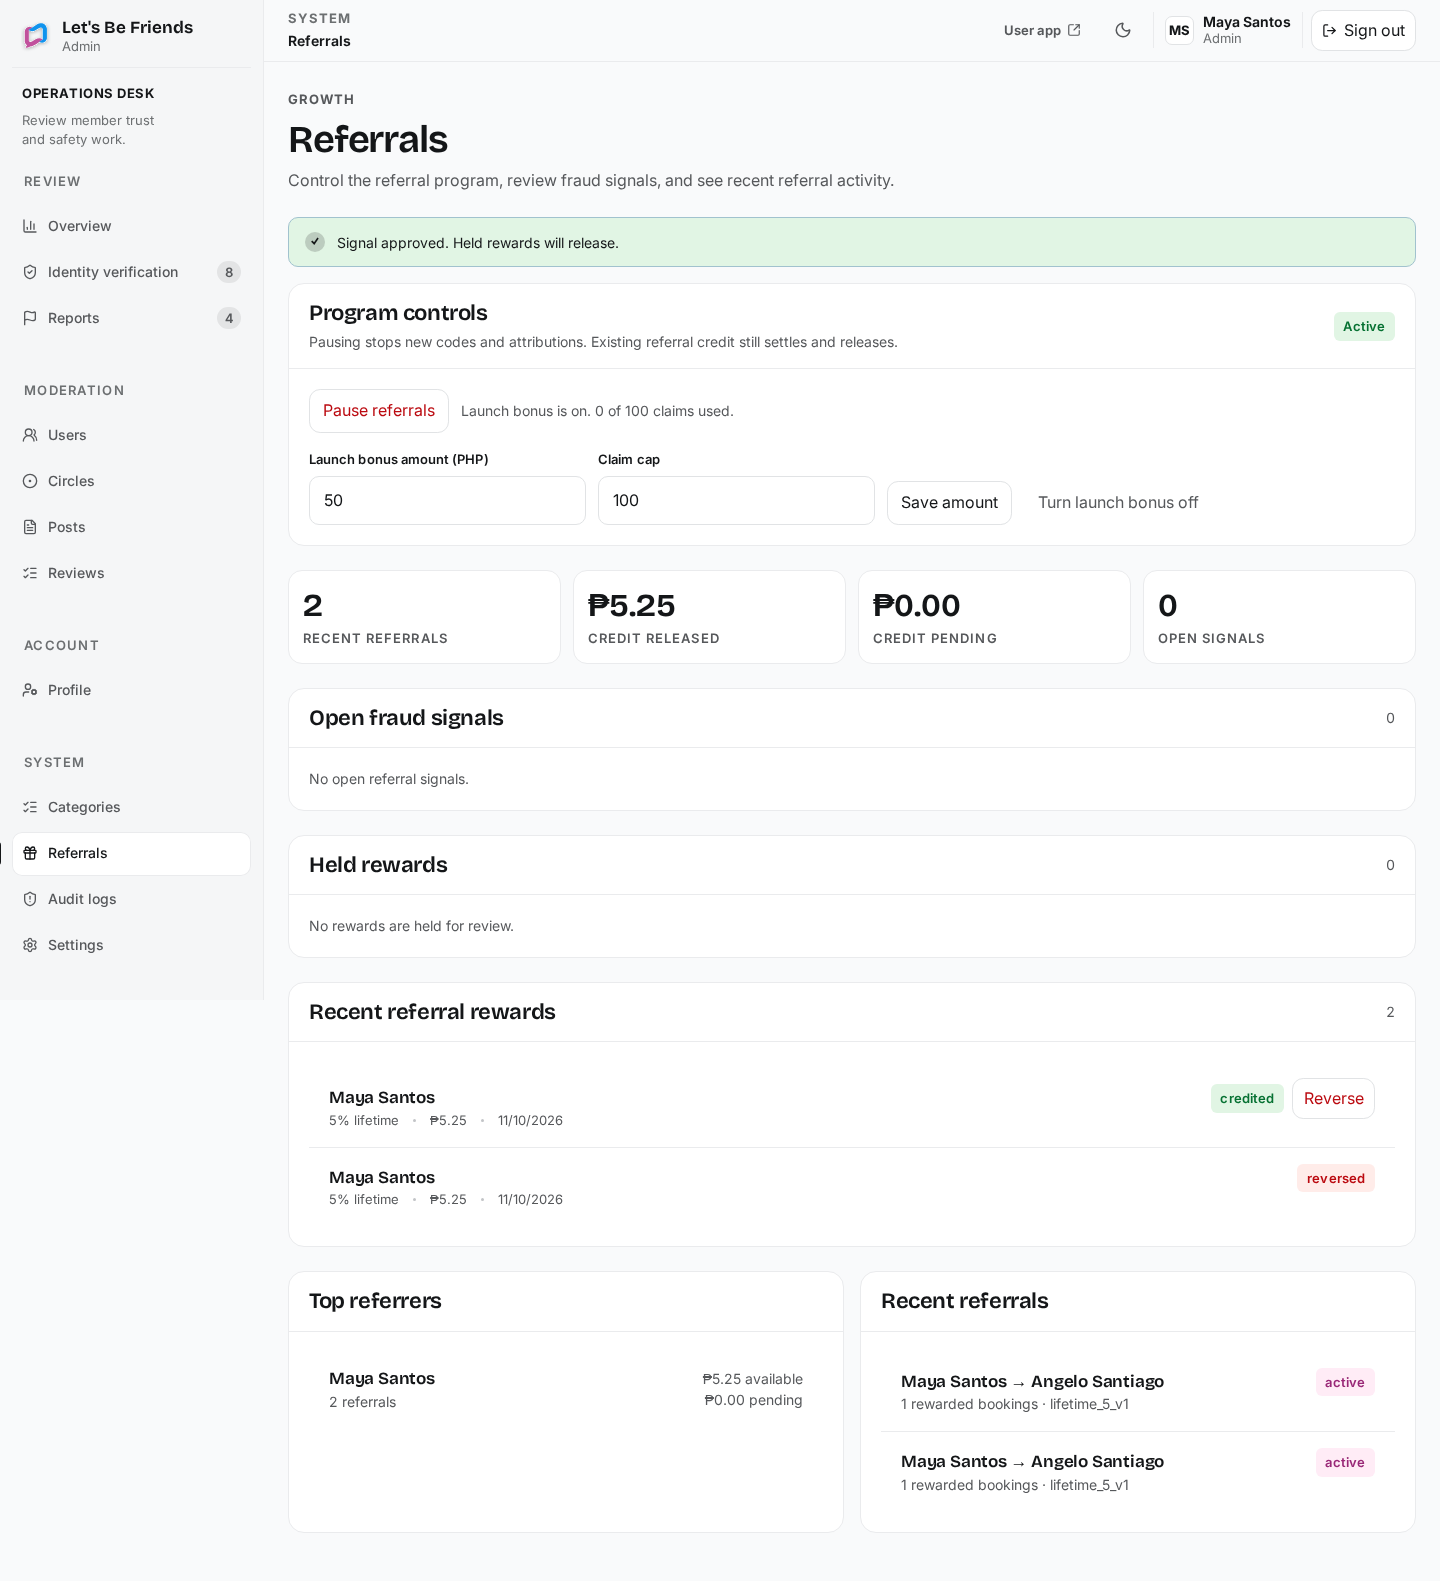 Let's Be Friends
Admin
OPERATIONS DESK
Review member trust
and safety work.
REVIEW
Overview
Identity verification 8
Reports 4
MODERATION
Users
Circles
Posts
Reviews
ACCOUNT
Profile
SYSTEM
Categories
Referrals
Audit logs
Settings
SYSTEM
Referrals
User app
MS
Maya Santos
Admin
Sign out
GROWTH
Referrals
Control the referral program, review fraud signals, and see recent referral activity.
Signal approved. Held rewards will release.
Program controls
Pausing stops new codes and attributions. Existing referral credit still settles and releases.
Active
Pause referrals
Launch bonus is on. 0 of 100 claims used.
Launch bonus amount (PHP)
50
Claim cap
100
Save amount
Turn launch bonus off
2
RECENT REFERRALS
₱5.25
CREDIT RELEASED
₱0.00
CREDIT PENDING
0
OPEN SIGNALS
Open fraud signals 0
No open referral signals.
Held rewards 0
No rewards are held for review.
Recent referral rewards 2
Maya Santos
5% lifetime • ₱5.25 • 11/10/2026
credited
Reverse
Maya Santos
5% lifetime • ₱5.25 • 11/10/2026
reversed
Top referrers
Maya Santos
2 referrals
₱5.25 available
₱0.00 pending
Recent referrals
Maya Santos → Angelo Santiago
1 rewarded bookings · lifetime_5_v1
active
Maya Santos → Angelo Santiago
1 rewarded bookings · lifetime_5_v1
active